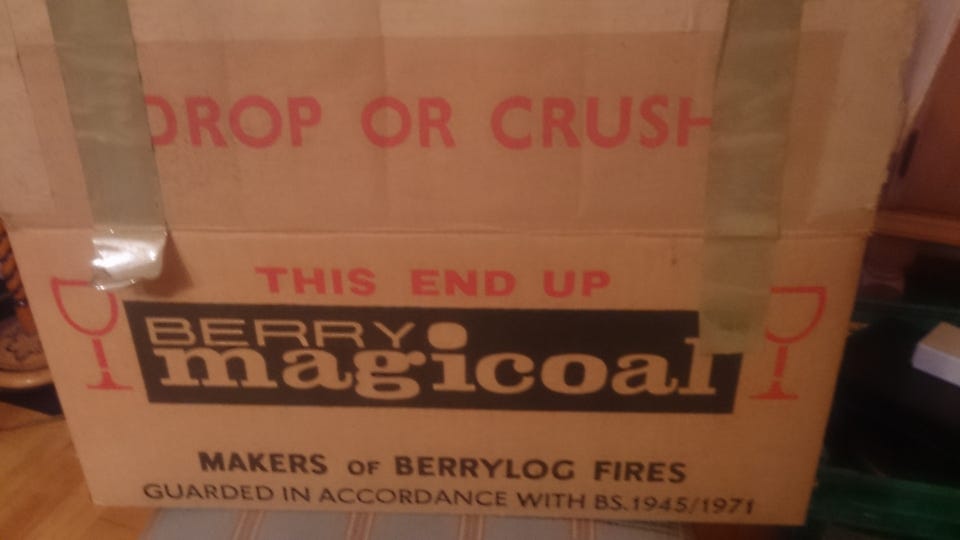 DROP OR CRUSH
THIS END UP
BERRY
magicoal
MAKERS OF BERRYLOG FIRES
GUARDED IN ACCORDANCE WITH BS.1945/1971